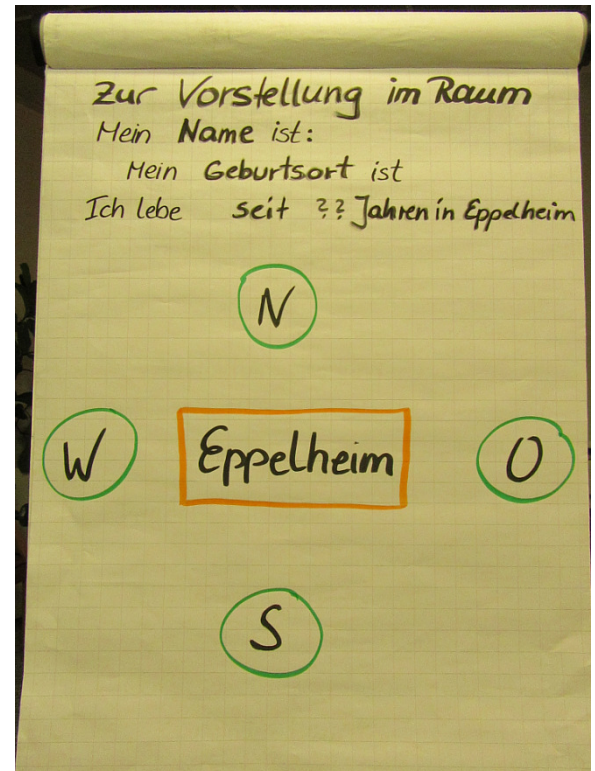 Zur Vorstellung im Raum
Mein Name ist:
Mein Geburtsort ist
Ich lebe seit ?? Jahren in Eppelheim
N
W Eppelheim O
S